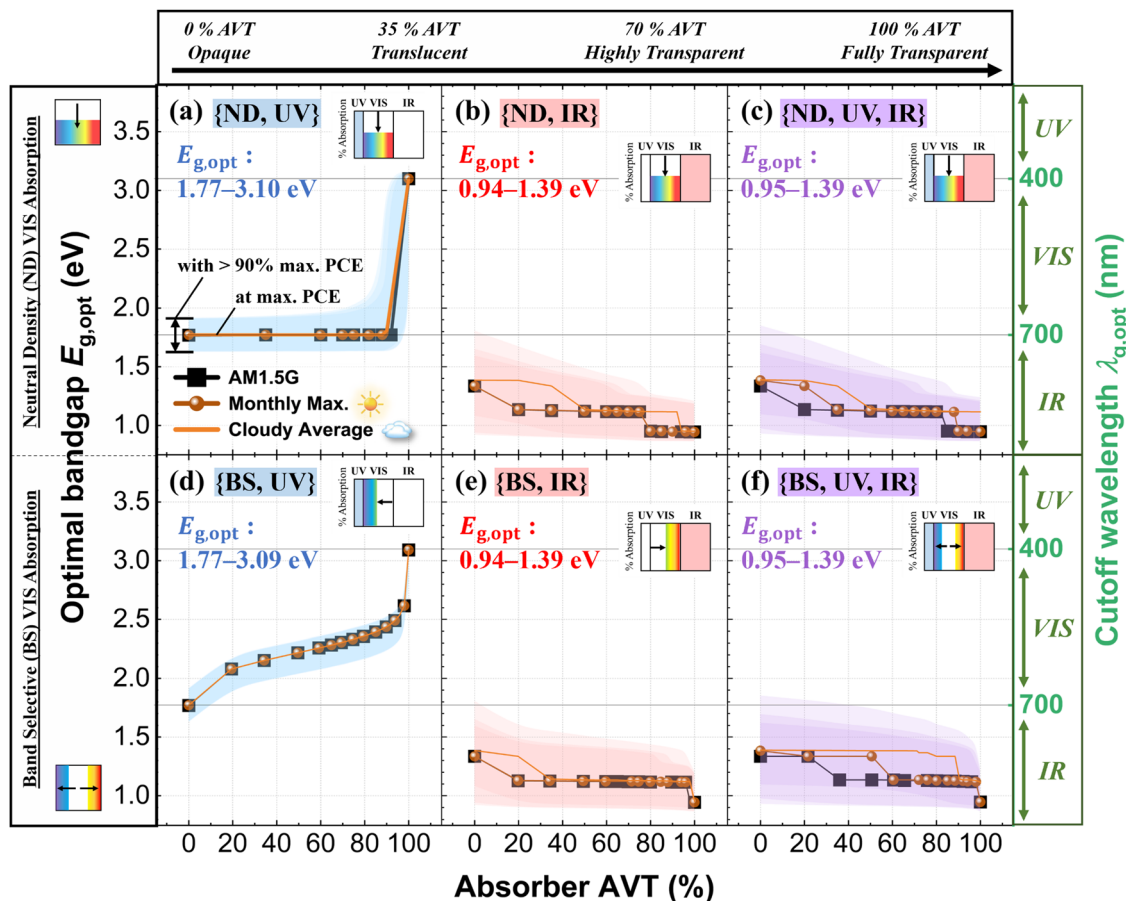 0 % AVT
Opaque
35 % AVT
Translucent
70 % AVT
Highly Transparent
100 % AVT
Fully Transparent
Neutral Density (ND) VIS Absorption
Band Selective (BS) VIS Absorption
Optimal bandgap Eg,opt (eV)
3.5
3.0
2.5
2.0
1.5
1.0
(a) {ND, UV}
UV VIS IR
% Absorption
Eg,opt :
1.77–3.10 eV
with > 90% max. PCE
at max. PCE
AM1.5G
Monthly Max.
Cloudy Average
(b) {ND, IR}
UV VIS IR
% Absorption
Eg,opt :
0.94–1.39 eV
(c) {ND, UV, IR}
UV VIS IR
% Absorption
Eg,opt :
0.95–1.39 eV
UV
400
VIS
700
IR
3.5
3.0
2.5
2.0
1.5
1.0
(d) {BS, UV}
UV VIS IR
% Absorption
Eg,opt :
1.77–3.09 eV
(e) {BS, IR}
UV VIS IR
% Absorption
Eg,opt :
0.94–1.39 eV
(f) {BS, UV, IR}
UV VIS IR
% Absorption
Eg,opt :
0.95–1.39 eV
UV
400
VIS
700
IR
Cutoff wavelength λg,opt (nm)
0 20 40 60 80 100
0 20 40 60 80 100
0 20 40 60 80 100
Absorber AVT (%)